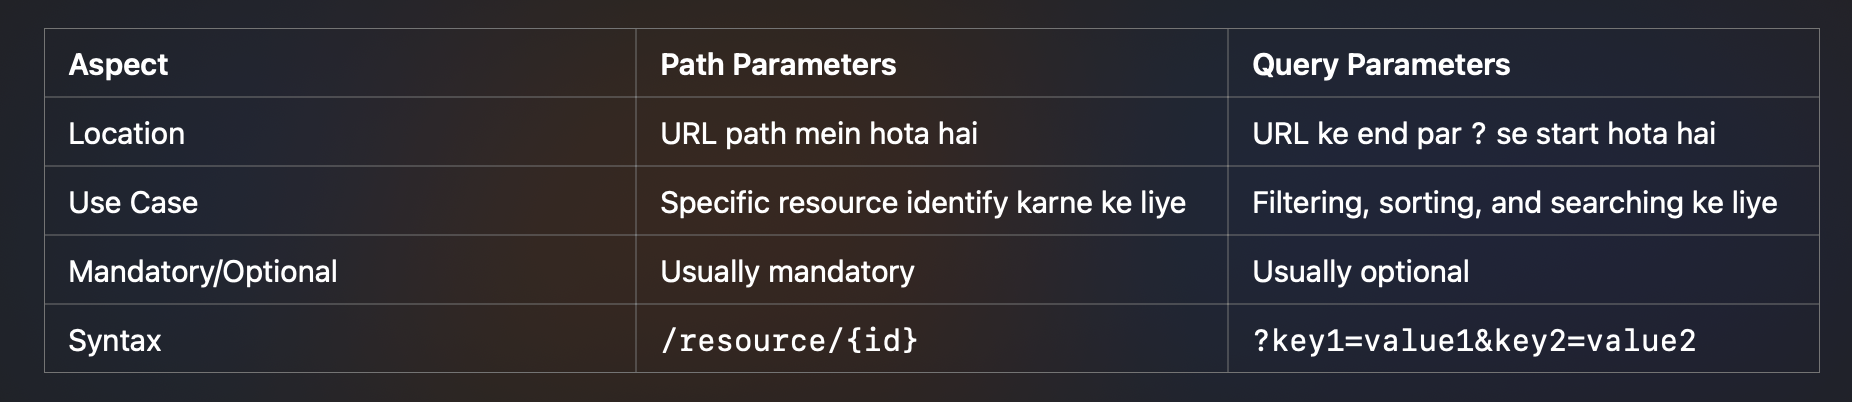 Aspect Path Parameters Query Parameters
Location URL path mein hota hai URL ke end par ? se start hota hai
Use Case Specific resource identify karne ke liye Filtering, sorting, and searching ke liye
Mandatory/Optional Usually mandatory Usually optional
Syntax /resource/{id} ?key1=value1&key2=value2